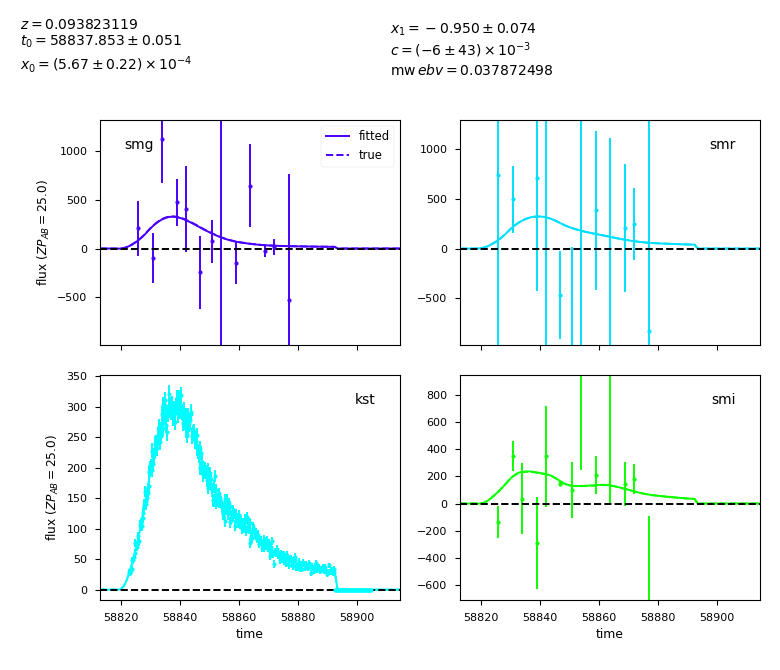 z = 0.093823119
t₀ = 58837.853 ± 0.051
x₀ = (5.67 ± 0.22) × 10⁻⁴
x₁ = −0.950 ± 0.074
c = (−6 ± 43) × 10⁻³
mw ebv = 0.037872498
smg
fitted
true
1000
500
0
−500
flux (ZP_AB = 25.0)
smr
1000
500
0
−500
kst
350
300
250
200
150
100
50
0
flux (ZP_AB = 25.0)
58820 58840 58860 58880 58900
time
smi
800
600
400
200
0
−200
−400
−600
58820 58840 58860 58880 58900
time